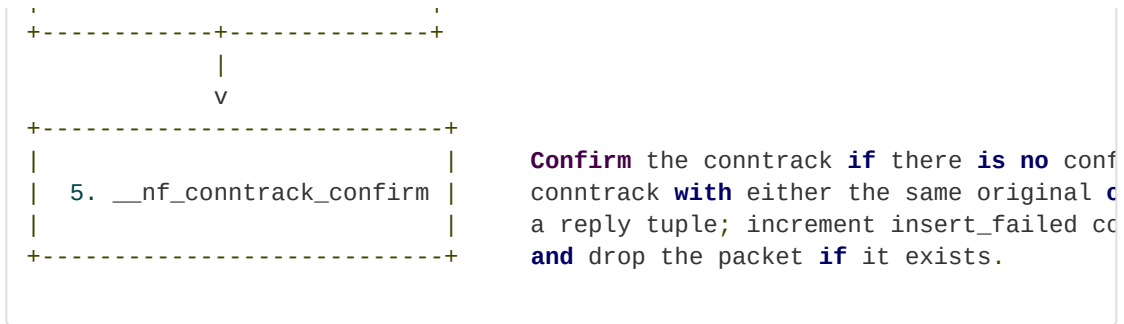 +------------+--------------+
|
v
+----------------------------+
| | Confirm the conntrack if there is no conf
| 5. __nf_conntrack_confirm | conntrack with either the same original
| | a reply tuple; increment insert_failed
+----------------------------+ and drop the packet if it exists.